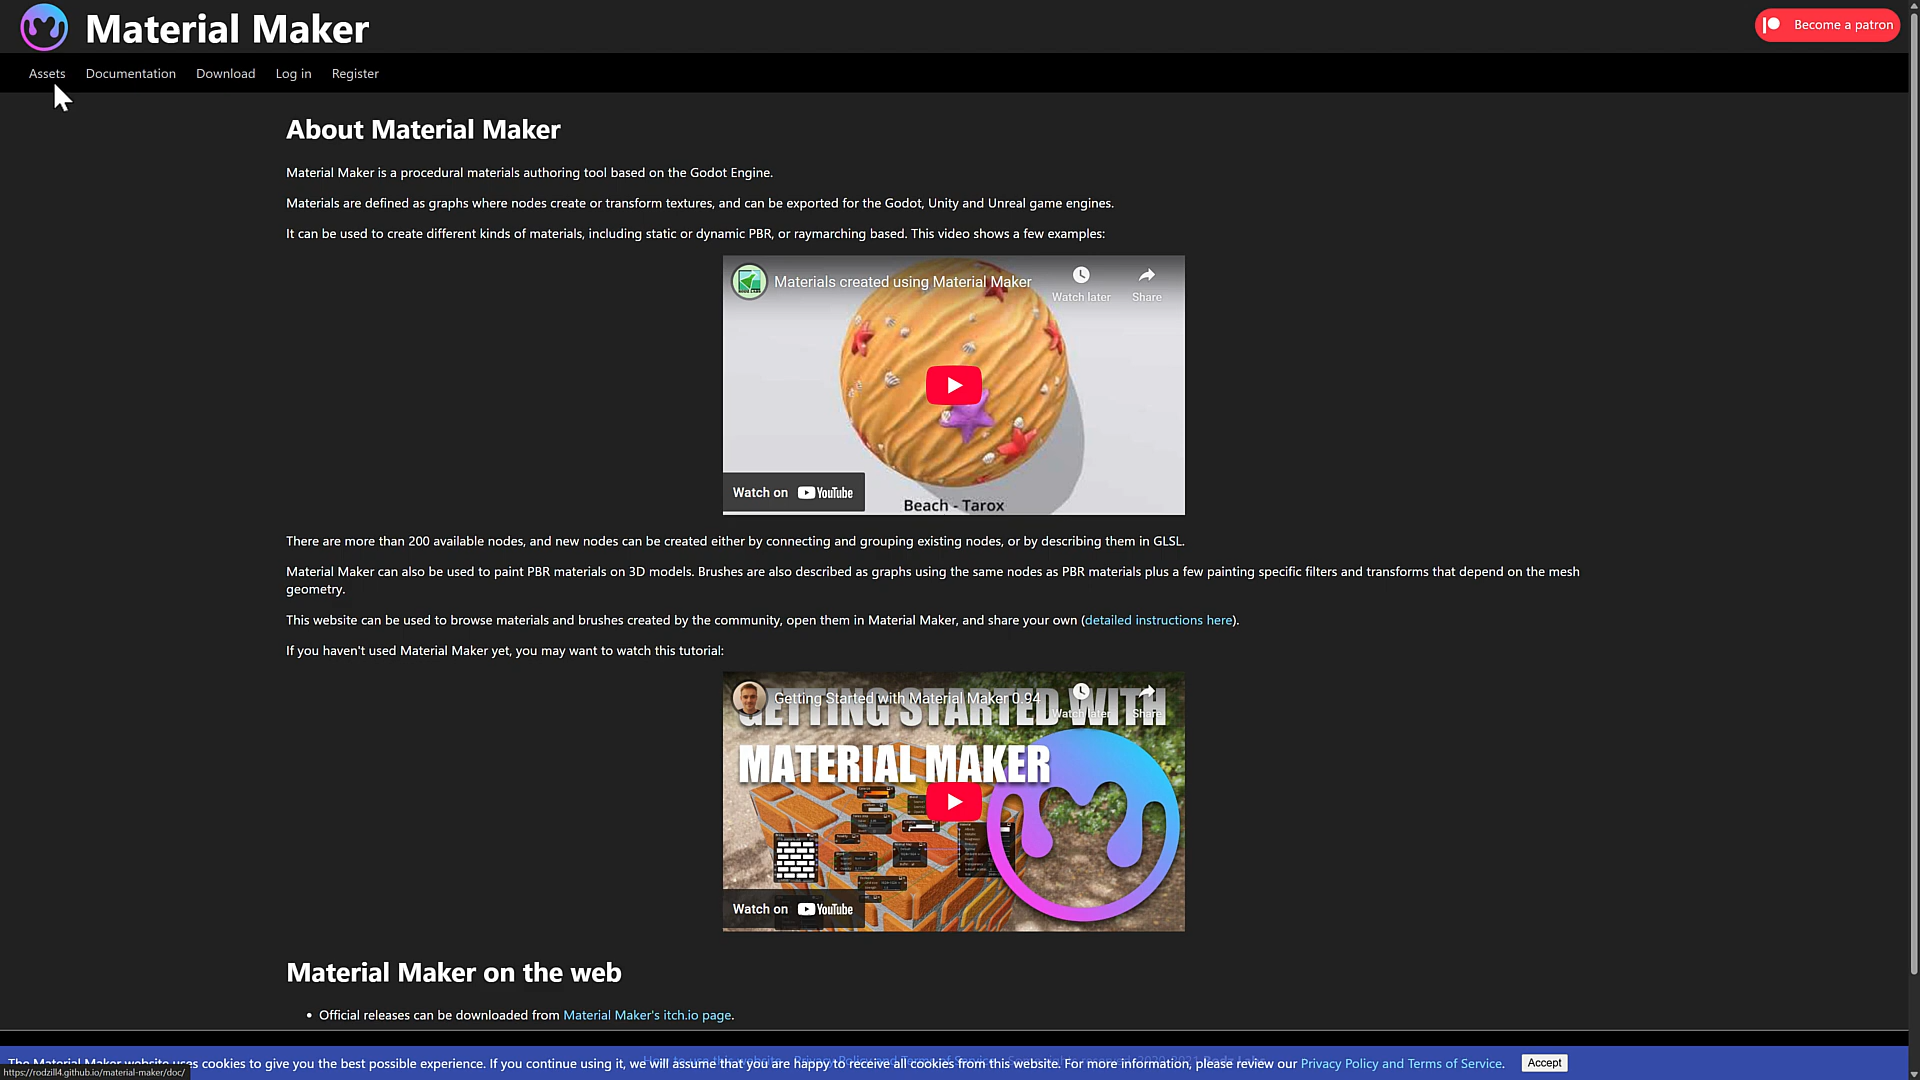 Material Maker
Become a patron
Assets Documentation Download Log in Register
About Material Maker
Material Maker is a procedural materials authoring tool based on the Godot Engine.
Materials are defined as graphs where nodes create or transform textures, and can be exported for the Godot, Unity and Unreal game engines.
It can be used to create different kinds of materials, including static or dynamic PBR, or raymarching based. This video shows a few examples:
Materials created using Material Maker
Watch later
Share
Watch on YouTube
Beach - Tarox
There are more than 200 available nodes, and new nodes can be created either by connecting and grouping existing nodes, or by describing them in GLSL.
Material Maker can also be used to paint PBR materials on 3D models. Brushes are also described as graphs using the same nodes as PBR materials plus a few painting specific filters and transforms that depend on the mesh
geometry.
This website can be used to browse materials and brushes created by the community, open them in Material Maker, and share your own (detailed instructions here).
If you haven't used Material Maker yet, you may want to watch this tutorial:
Getting Started with Material Maker 0.94
Watch later
Share
GETTING STARTED WITH
MATERIAL MAKER
Watch on YouTube
Material Maker on the web
• Official releases can be downloaded from Material Maker's itch.io page.
The Material Maker website uses cookies to give you the best possible experience. If you continue using it, we will assume that you are happy to receive all cookies from this website. For more information, please review our Privacy Policy and Terms of Service. Accept
https://rodzill4.github.io/material-maker/doc/